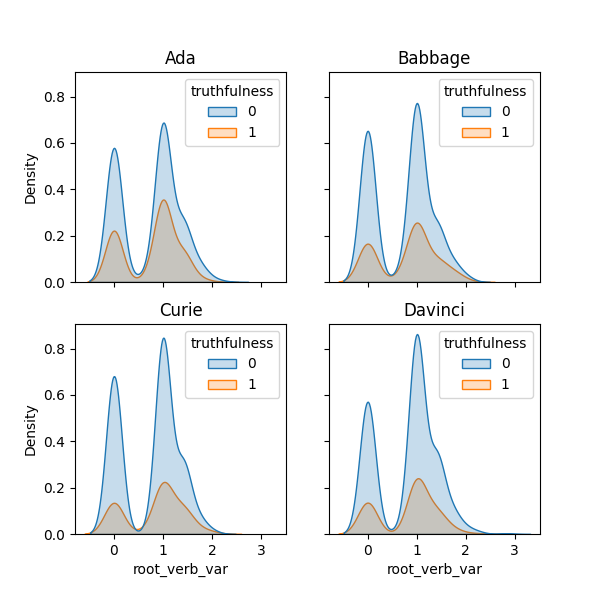 Ada
Babbage
truthfulness
0
1
truthfulness
0
1
Density
0.8
0.6
0.4
0.2
0.0
Curie
Davinci
truthfulness
0
1
truthfulness
0
1
Density
0.8
0.6
0.4
0.2
0.0
0 1 2 3
0 1 2 3
root_verb_var
root_verb_var